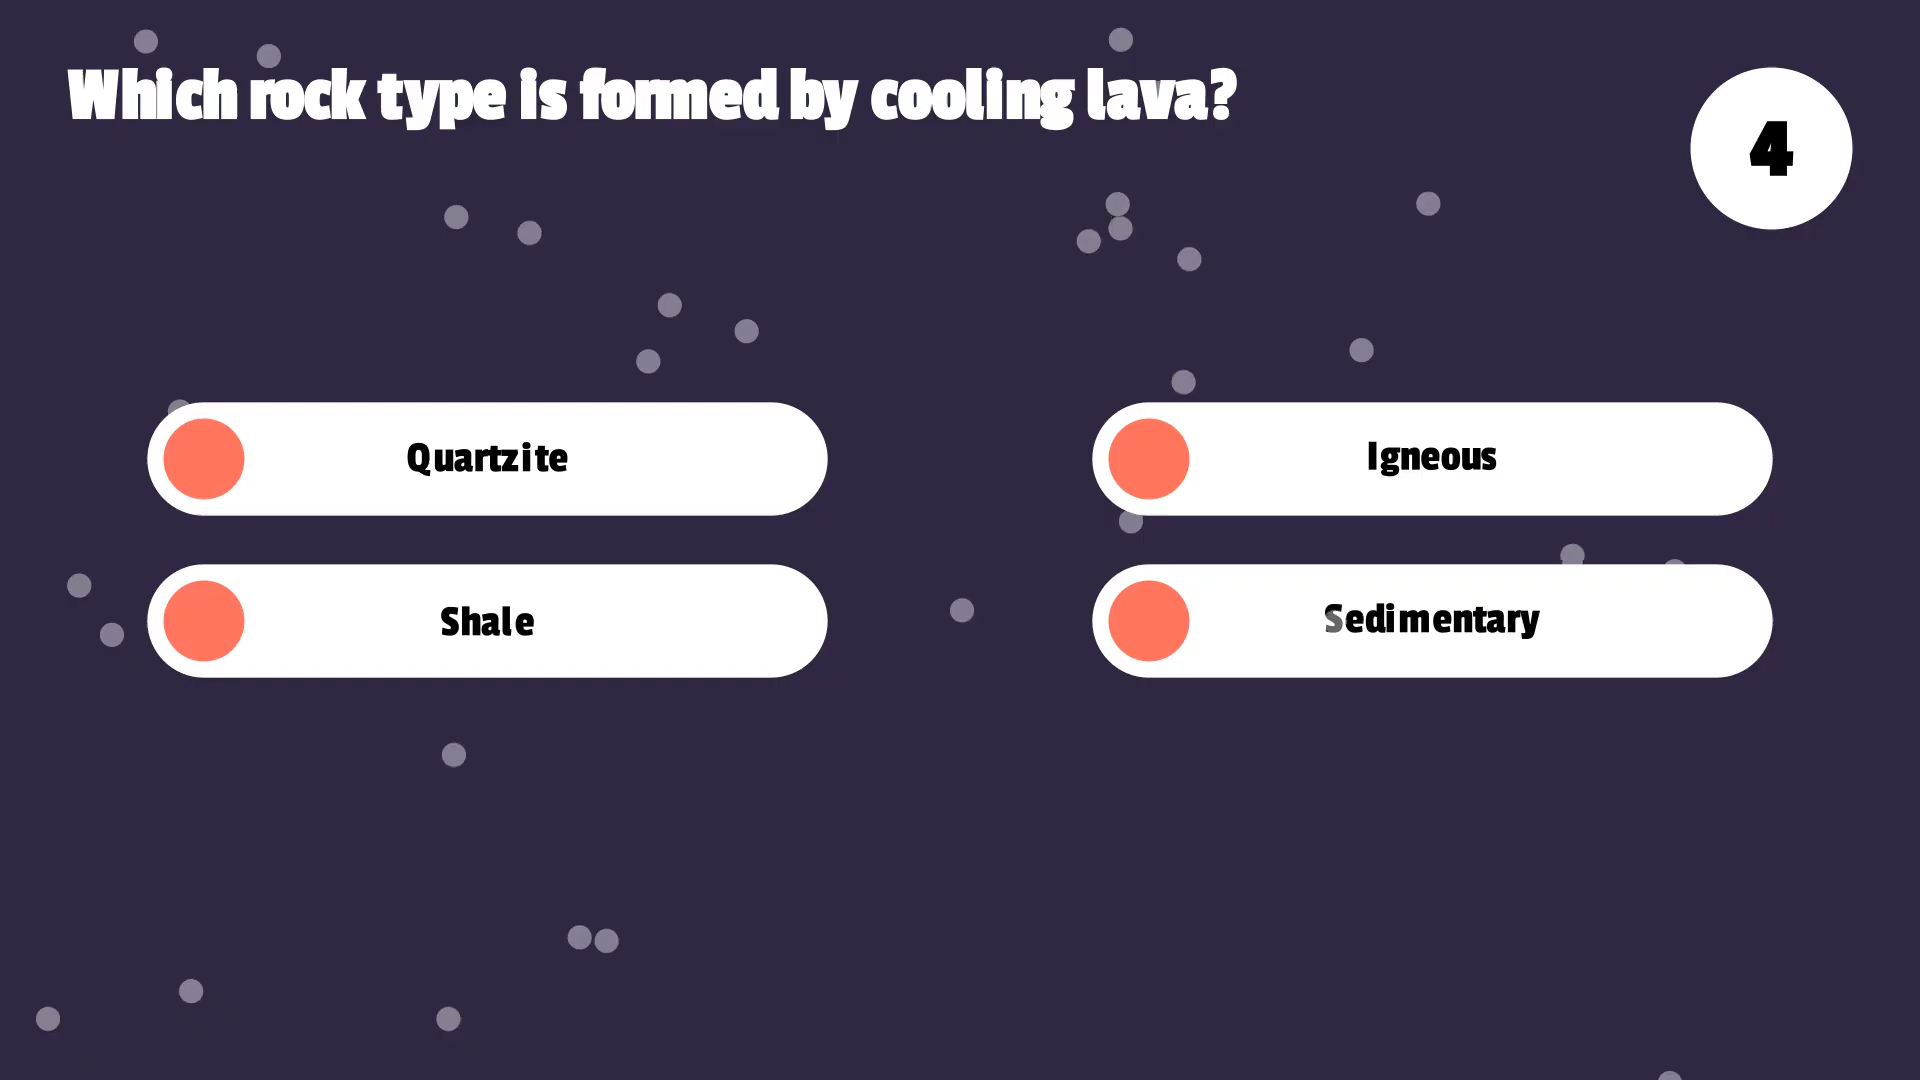 Which rock type is formed by cooling lava?
4
Quartzite
Igneous
Shale
Sedimentary